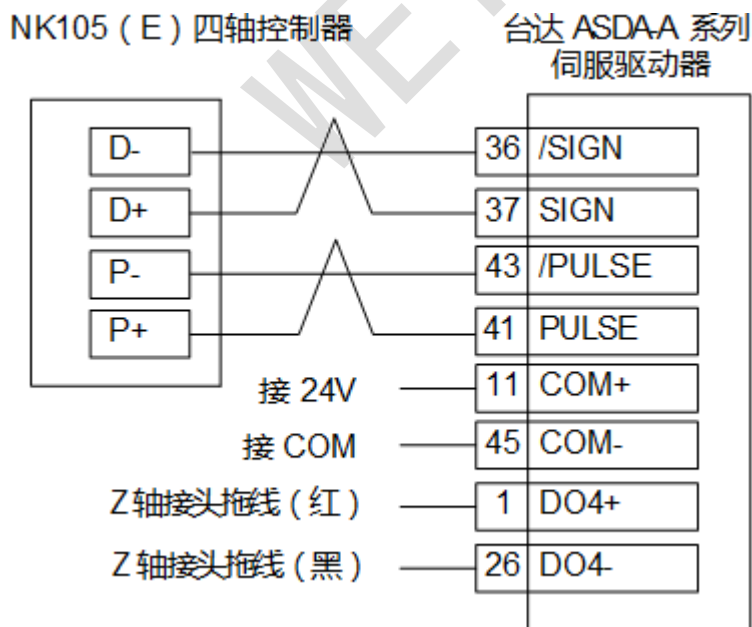 NK105（E）四轴控制器
台达 ASDA-A 系列
伺服驱动器
WET
D- 36 /SIGN
D+ 37 SIGN
P- 43 /PULSE
P+ 41 PULSE
接 24V 11 COM+
接 COM 45 COM-
Z 轴接头拖线（红） 1 DO4+
Z 轴接头拖线（黑） 26 DO4-